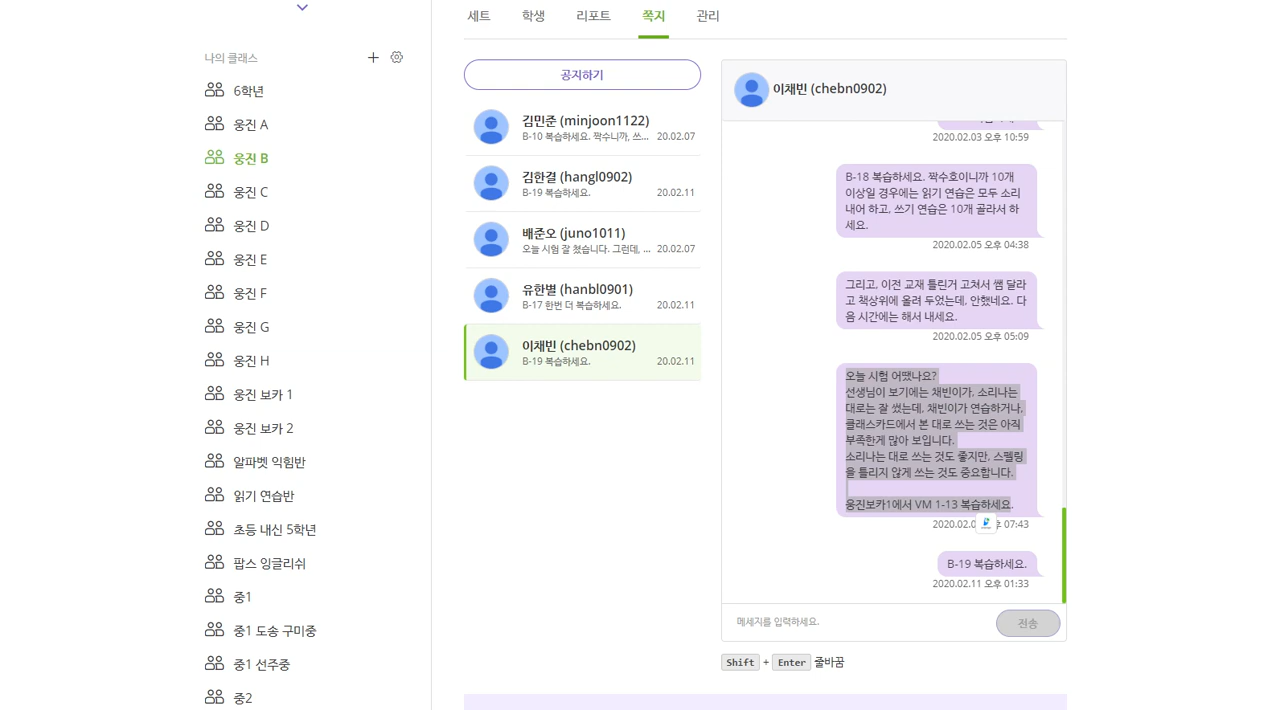 세트 학생 리포트 쪽지 관리
나의 클래스
6학년
웅진 A
웅진 B
웅진 C
웅진 D
웅진 E
웅진 F
웅진 G
웅진 H
웅진 보카 1
웅진 보카 2
알파벳 익힘반
읽기 연습반
초등 내신 5학년
팝스 잉글리쉬
중1
중1 도송 구미중
중1 선주중
중2
공지하기
김민준 (minjoon1122)
B-10 복습하세요. 짝수니까, 쓰... 20.02.07
김한결 (hangl0902)
B-19 복습하세요. 20.02.11
배준오 (juno1011)
오늘 시험 잘 쳤습니다. 그런데, ... 20.02.07
유한별 (hanbl0901)
B-17 한번 더 복습하세요. 20.02.11
이채빈 (chebn0902)
B-19 복습하세요. 20.02.11
이채빈 (chebn0902)
2020.02.03 오후 10:59
B-18 복습하세요. 짝수호이니까 10개
이상일 경우에는 읽기 연습은 모두 소리
내어 하고, 쓰기 연습은 10개 골라서 하
세요.
2020.02.05 오후 04:38
그리고, 이전 교재 틀린거 고쳐서 쌤 달라
고 책상위에 올려 두었는데, 안했네요. 다
음 시간에는 해서 내세요.
2020.02.05 오후 05:09
오늘 시험 어땠나요?
선생님이 보기에는 채빈이가, 소리나는
대로는 잘 썼는데, 채빈이가 연습하거나,
클래스카드에서 본 대로 쓰는 것은 아직
부족한게 많아 보입니다.
소리나는 대로 쓰는 것도 좋지만, 스펠링
을 틀리지 않게 쓰는 것도 중요합니다.
웅진보카1에서 VM 1-13 복습하세요.
07:43
B-19 복습하세요.
2020.02.11 오후 01:33
메세지를 입력하세요.
전송
Shift + Enter 줄바꿈